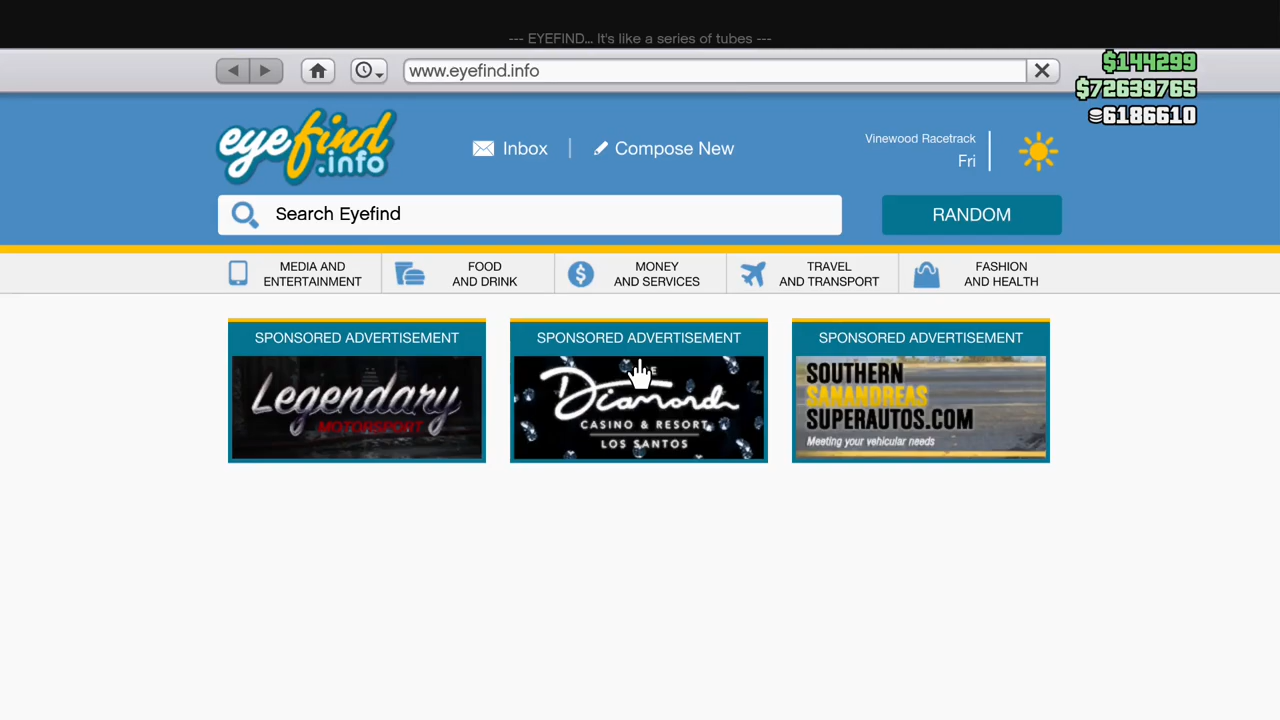 --- EYEFIND... It's like a series of tubes ---
www.eyefind.info
$144299
$72639765
6186610
eyefind
.info
Inbox
Compose New
Vinewood Racetrack
Fri
Search Eyefind
RANDOM
MEDIA AND
ENTERTAINMENT
FOOD
AND DRINK
MONEY
AND SERVICES
TRAVEL
AND TRANSPORT
FASHION
AND HEALTH
SPONSORED ADVERTISEMENT
Legendary
MOTORSPORT
SPONSORED ADVERTISEMENT
Diamond
CASINO & RESORT
LOS SANTOS
SPONSORED ADVERTISEMENT
SOUTHERN
SANANDREAS
SUPERAUTOS.COM
Meeting your vehicular needs